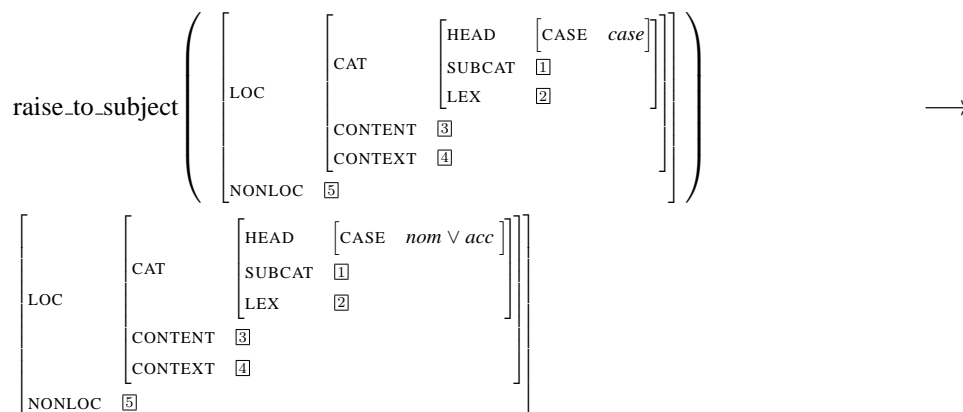 HEAD [CASE case]
CAT SUBCAT 1
LOC LEX 2
raise_to_subject ( ) ⟶
CONTENT 3
CONTEXT 4
NONLOC 5
HEAD [CASE nom ∨ acc]
CAT SUBCAT 1
LOC LEX 2
CONTENT 3
CONTEXT 4
NONLOC 5